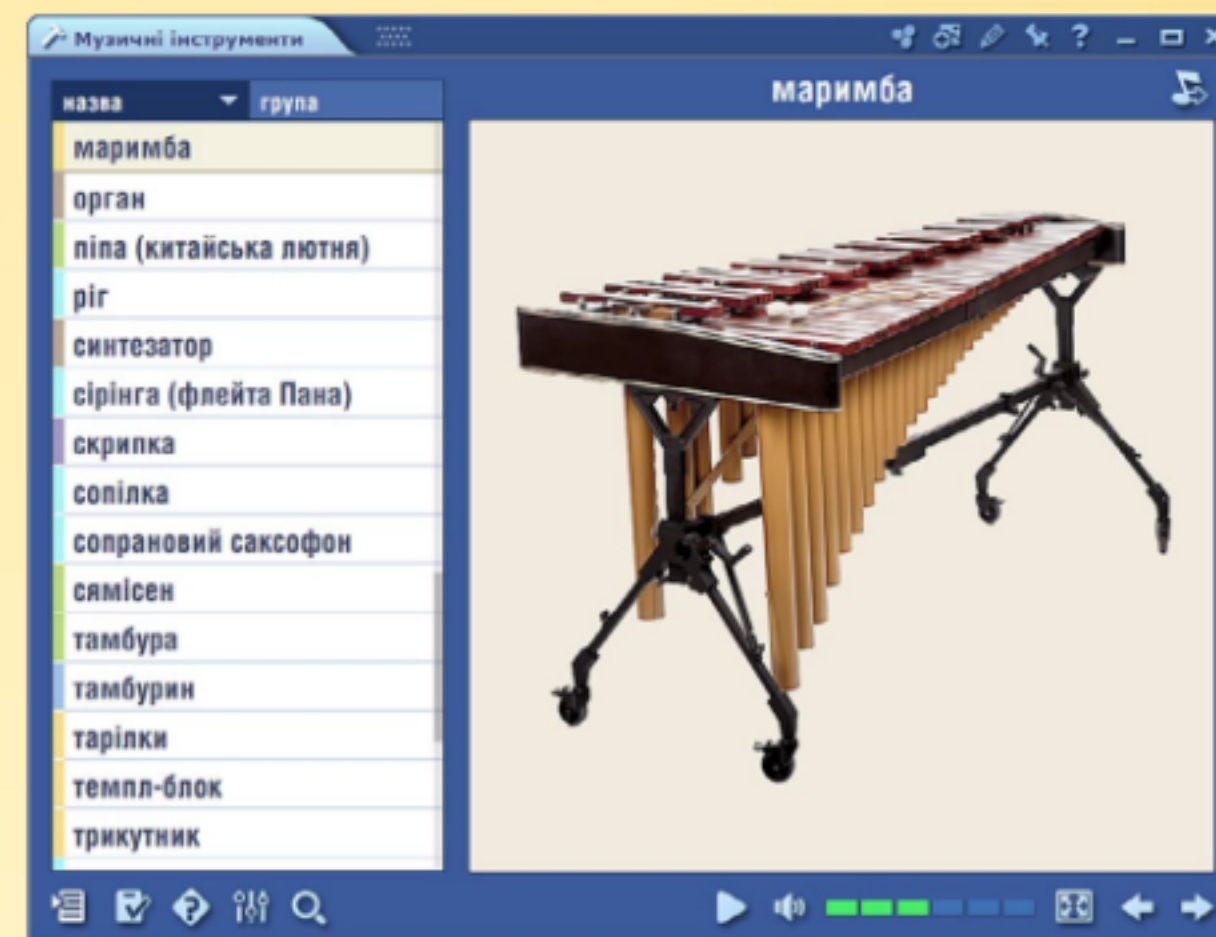 Музичні інструменти
?
назва
група
маримба
маримба
орган
піпа (китайська лютня)
ріг
синтезатор
сірінга (флейта Пана)
скрипка
сопілка
сопрановий саксофон
сямісен
тамбура
тамбурин
тарілки
темпл-блок
трикутник